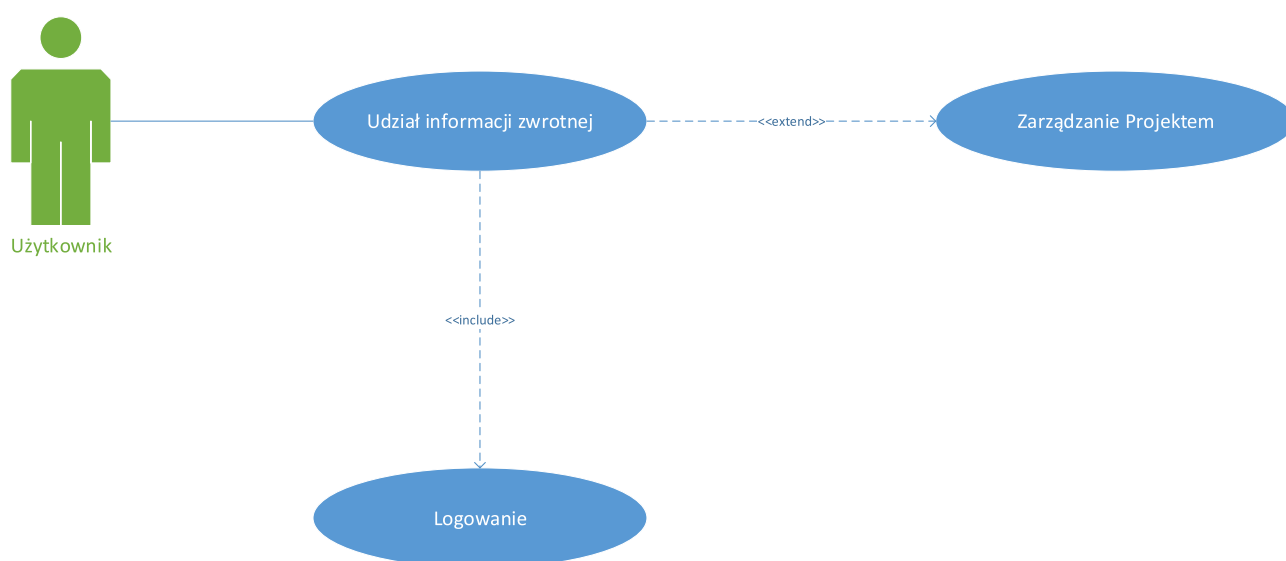 Udział informacji zwrotnej
<<extend>>
Zarządzanie Projektem
Użytkownik
<<include>>
Logowanie